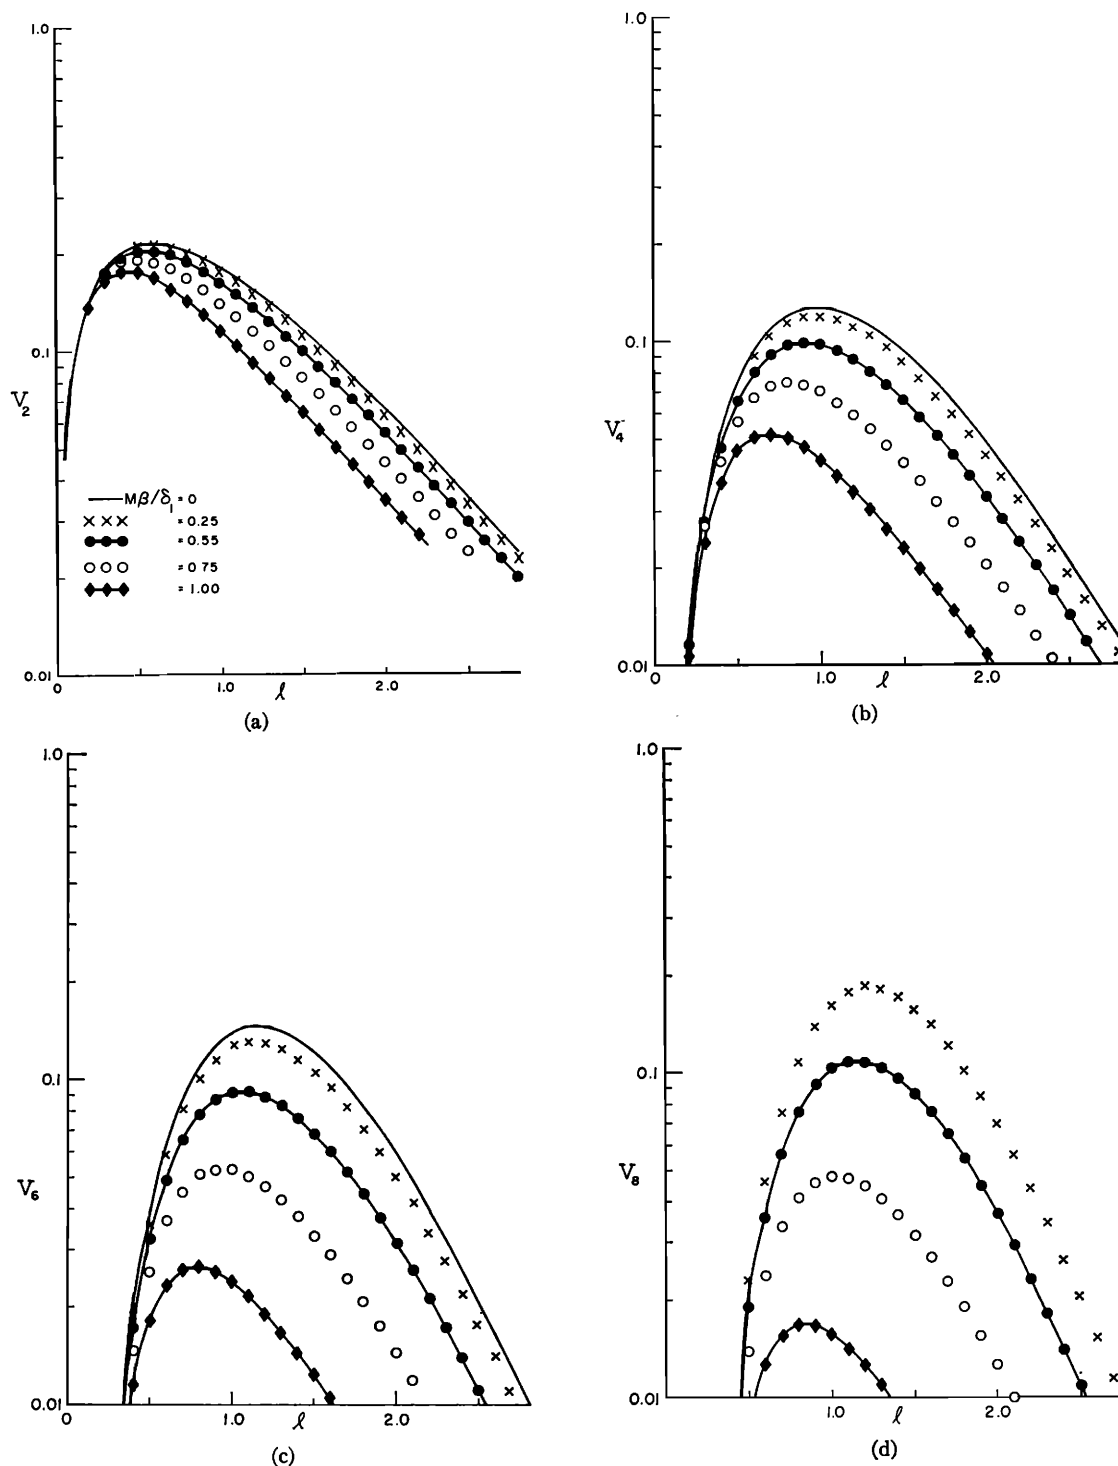 1.0
0.1
V₂
Mβ/δ₁ = 0
× × × = 0.25
= 0.55
○ ○ ○ = 0.75
= 1.00
0.01
0 1.0 2.0
ℓ
(a)
1.0
0.1
V₄
0.01
0 1.0 2.0
ℓ
(b)
1.0
0.1
V₆
0.01
0 1.0 2.0
ℓ
(c)
1.0
0.1
V₈
0.01
1.0 2.0
ℓ
(d)